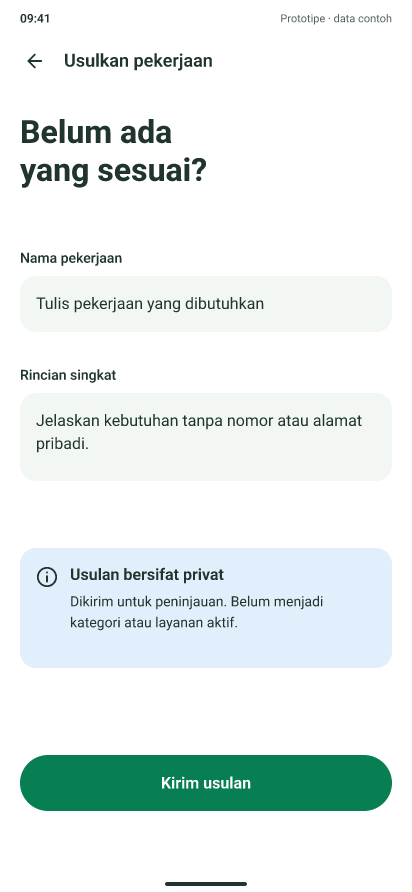 09:41
Prototipe · data contoh
Usulkan pekerjaan
Belum ada
yang sesuai?
Nama pekerjaan
Tulis pekerjaan yang dibutuhkan
Rincian singkat
Jelaskan kebutuhan tanpa nomor atau alamat
pribadi.
Usulan bersifat privat
Dikirim untuk peninjauan. Belum menjadi
kategori atau layanan aktif.
Kirim usulan